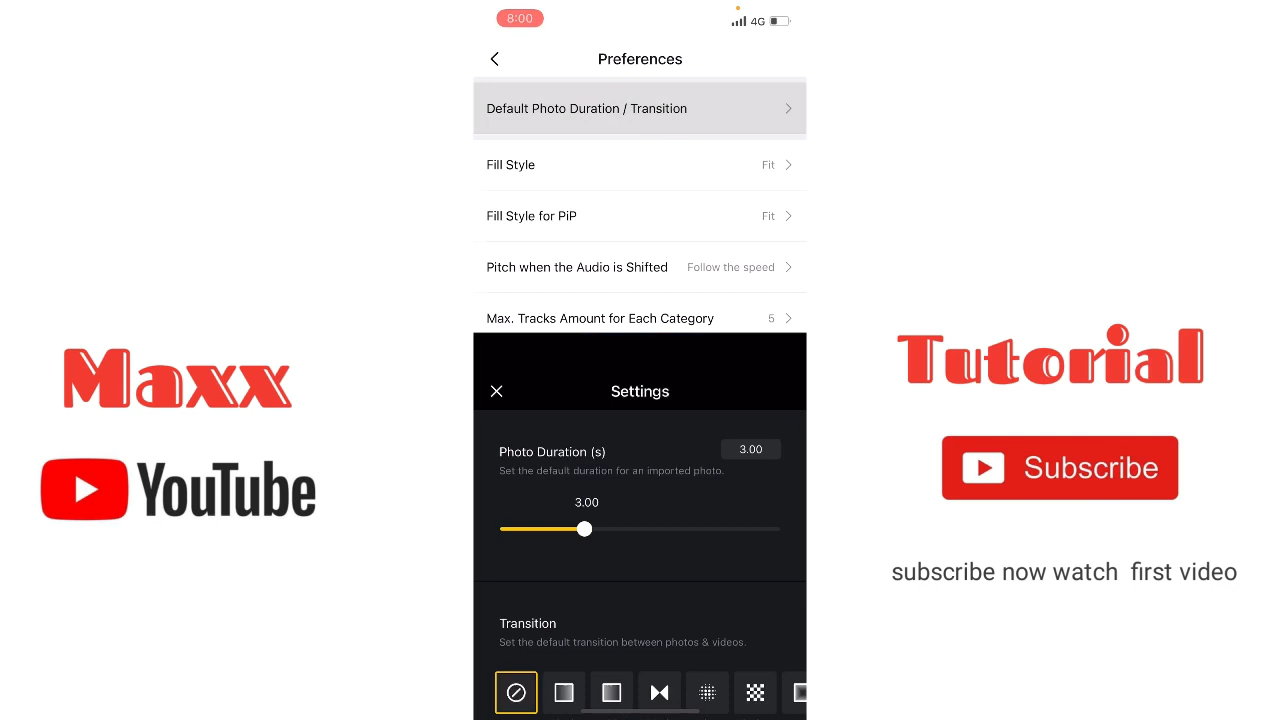 8:00
4G
Preferences
Default Photo Duration / Transition
Fill Style
Fit
Fill Style for PiP
Fit
Pitch when the Audio is Shifted
Follow the speed
Max. Tracks Amount for Each Category
5
Settings
Photo Duration (s)
3.00
Set the default duration for an imported photo.
3.00
Transition
Set the default transition between photos & videos.
Maxx
YouTube
Tutorial
Subscribe
subscribe now watch first video